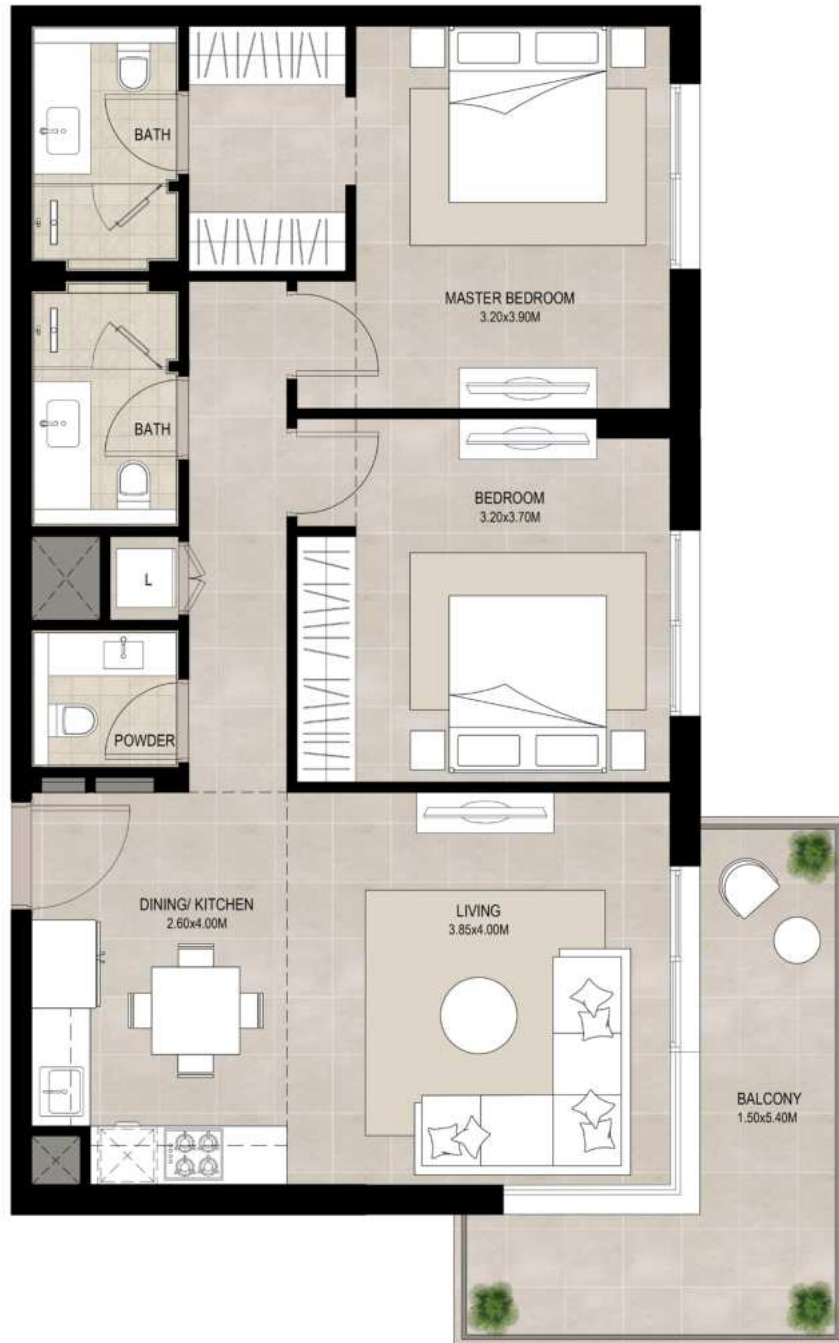 BATH
MASTER BEDROOM
3.20x3.90M
BATH
BEDROOM
3.20x3.70M
L
POWDER
DINING/ KITCHEN
2.60x4.00M
LIVING
3.85x4.00M
BALCONY
1.50x5.40M